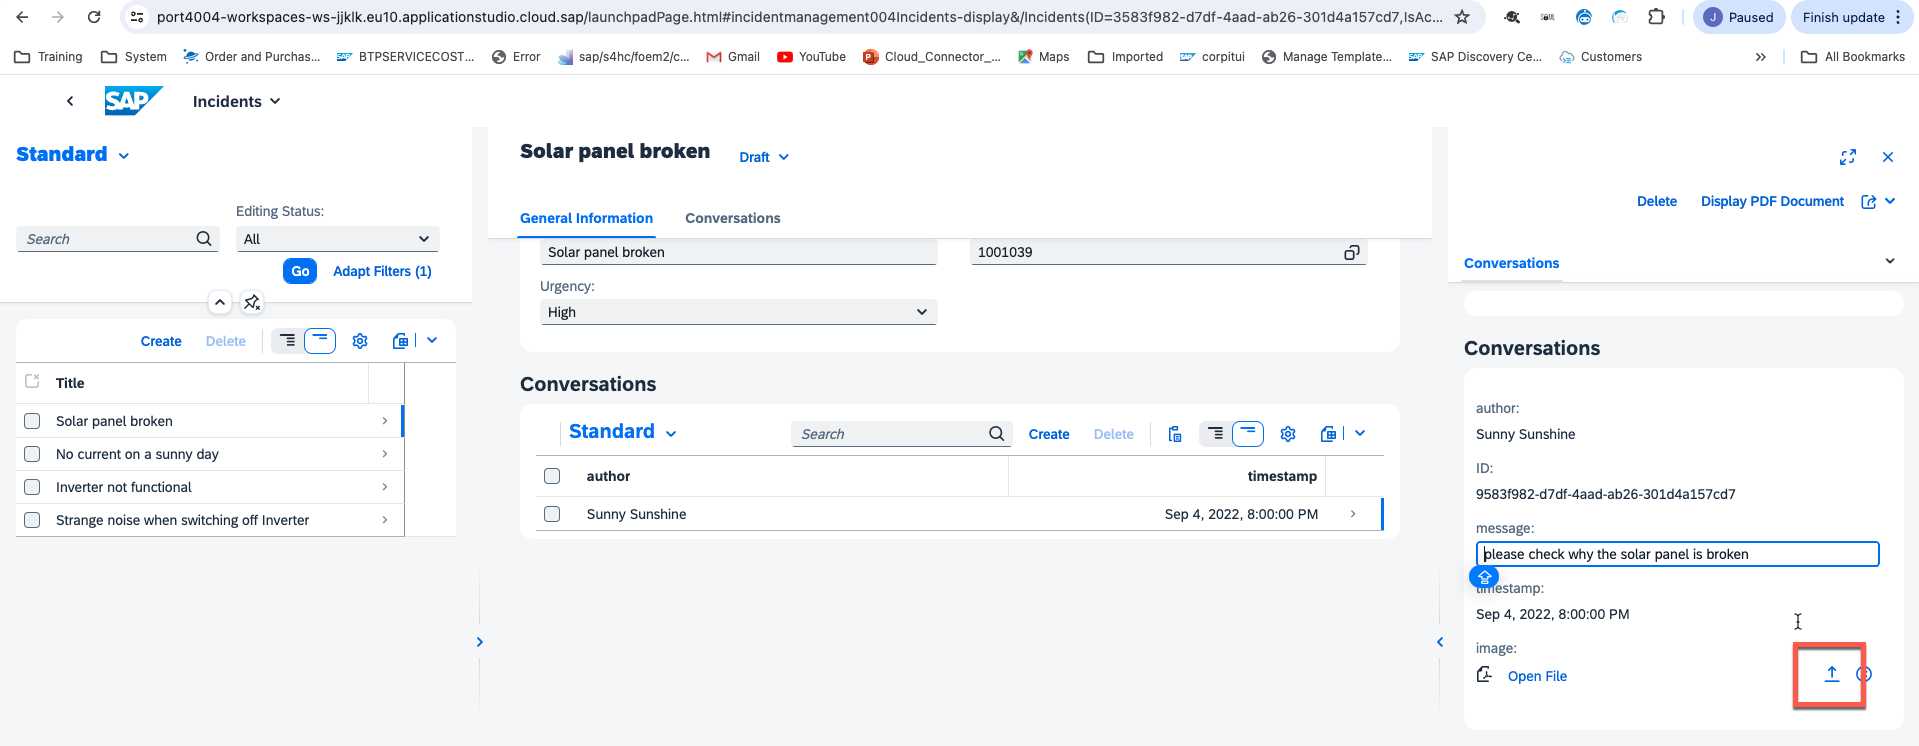 port4004-workspaces-ws-jjklk.eu10.applicationstudio.cloud.sap/launchpadPage.html#incidentmanagement004Incidents-display&/Incidents(ID=3583f982-d7df-4aad-ab26-301d4a157cd7,IsAc...
J Paused
Finish update
Training
System
Order and Purchas...
BTPSERVICECOST...
Error
sap/s4hc/foem2/c...
Gmail
YouTube
Cloud_Connector_...
Maps
Imported
corpitui
Manage Template...
SAP Discovery Ce...
Customers
All Bookmarks
SAP
Incidents
Standard
Editing Status:
Search
All
Go
Adapt Filters (1)
Create
Delete
Title
Solar panel broken
No current on a sunny day
Inverter not functional
Strange noise when switching off Inverter
Solar panel broken
Draft
General Information
Conversations
Solar panel broken
1001039
Urgency:
High
Conversations
Standard
Search
Create
Delete
author
timestamp
Sunny Sunshine
Sep 4, 2022, 8:00:00 PM
Delete
Display PDF Document
Conversations
Conversations
author:
Sunny Sunshine
ID:
9583f982-d7df-4aad-ab26-301d4a157cd7
message:
please check why the solar panel is broken
timestamp:
Sep 4, 2022, 8:00:00 PM
image:
Open File